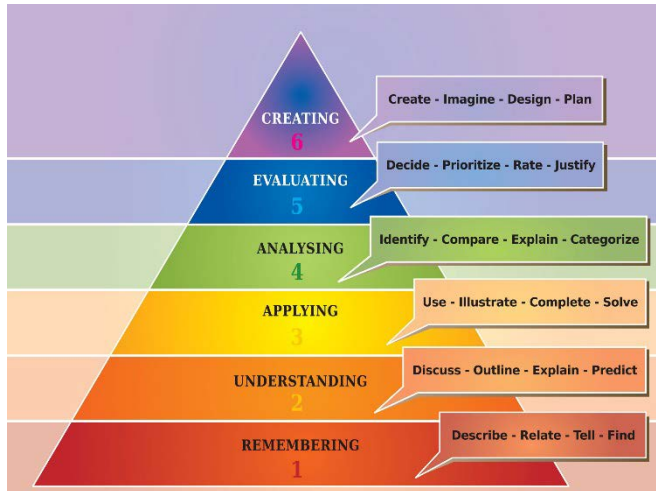 CREATING
6
Create - Imagine - Design - Plan
EVALUATING
5
Decide - Prioritize - Rate - Justify
ANALYSING
4
Identify - Compare - Explain - Categorize
APPLYING
3
Use - Illustrate - Complete - Solve
UNDERSTANDING
2
Discuss - Outline - Explain - Predict
REMEMBERING
1
Describe - Relate - Tell - Find